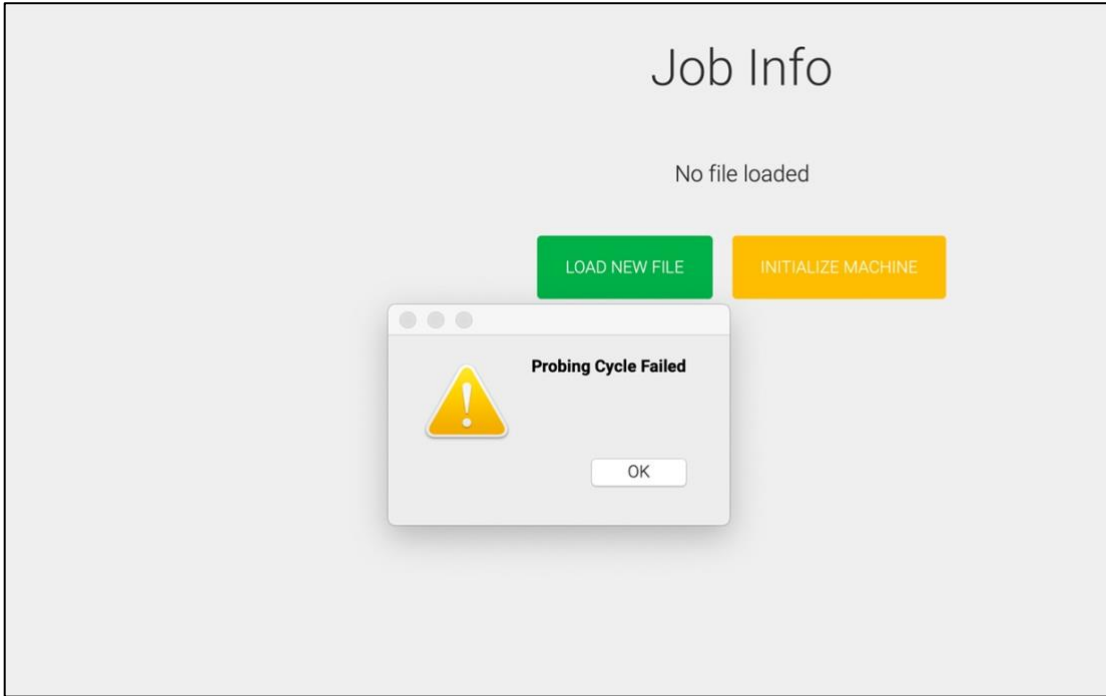 Job Info
No file loaded
LOAD NEW FILE
INITIALIZE MACHINE
Probing Cycle Failed
OK